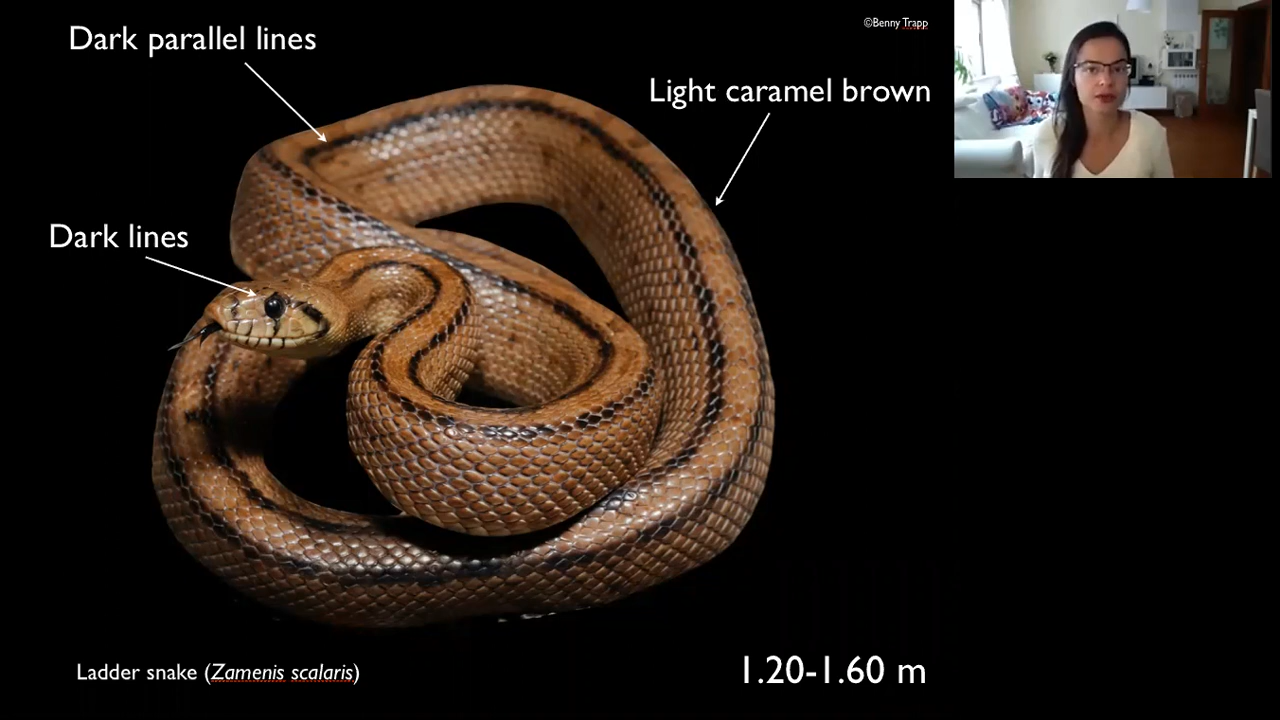 ©Benny Trapp
Dark parallel lines
Light caramel brown
Dark lines
Ladder snake (Zamenis scalaris)
1.20-1.60 m